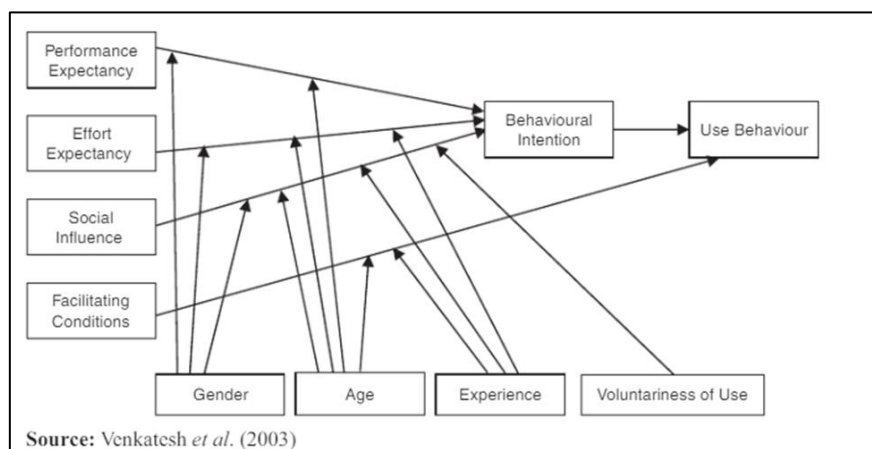 Performance
Expectancy
Effort
Expectancy
Social
Influence
Facilitating
Conditions
Behavioural
Intention
Use Behaviour
Gender
Age
Experience
Voluntariness of Use
Source: Venkatesh et al. (2003)